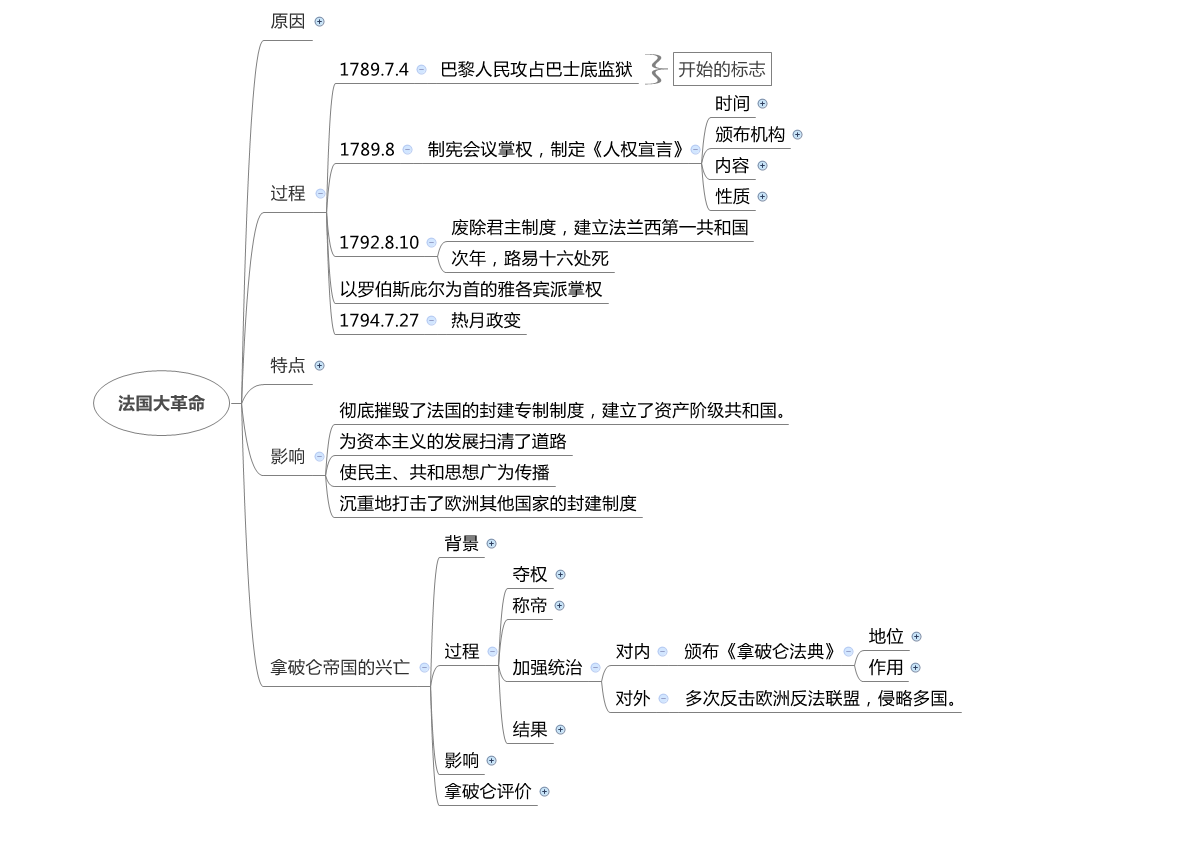 原因
1789.7.4 巴黎人民攻占巴士底监狱 开始的标志
时间
颁布机构
1789.8 制宪会议掌权，制定《人权宣言》
内容
性质
过程
废除君主制度，建立法兰西第一共和国
1792.8.10
次年，路易十六处死
以罗伯斯庇尔为首的雅各宾派掌权
1794.7.27 热月政变
特点
法国大革命
彻底摧毁了法国的封建专制制度，建立了资产阶级共和国。
为资本主义的发展扫清了道路
影响
使民主、共和思想广为传播
沉重地打击了欧洲其他国家的封建制度
背景
夺权
称帝
过程
地位
对内 颁布《拿破仑法典》
作用
加强统治
拿破仑帝国的兴亡
对外 多次反击欧洲反法联盟，侵略多国。
结果
影响
拿破仑评价